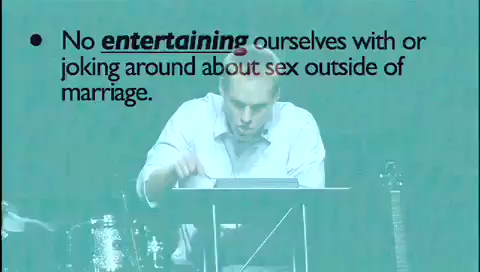 • No entertaining ourselves with or
joking around about sex outside of
marriage.